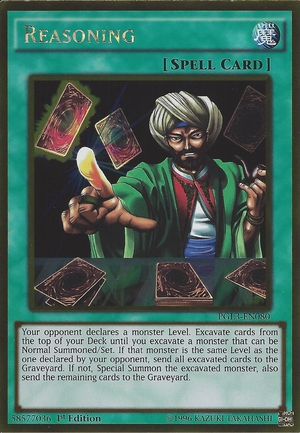 REASONING
魔
[SPELL CARD]
PGL3-EN080
Your opponent declares a monster Level. Excavate cards from
the top of your Deck until you excavate a monster that can be
Normal Summoned/Set. If that monster is the same Level as the
one declared by your opponent, send all excavated cards to the
Graveyard. If not, Special Summon the excavated monster, also
send the remaining cards to the Graveyard.
58577036 1st Edition ©1996 KAZUKI TAKAHASHI